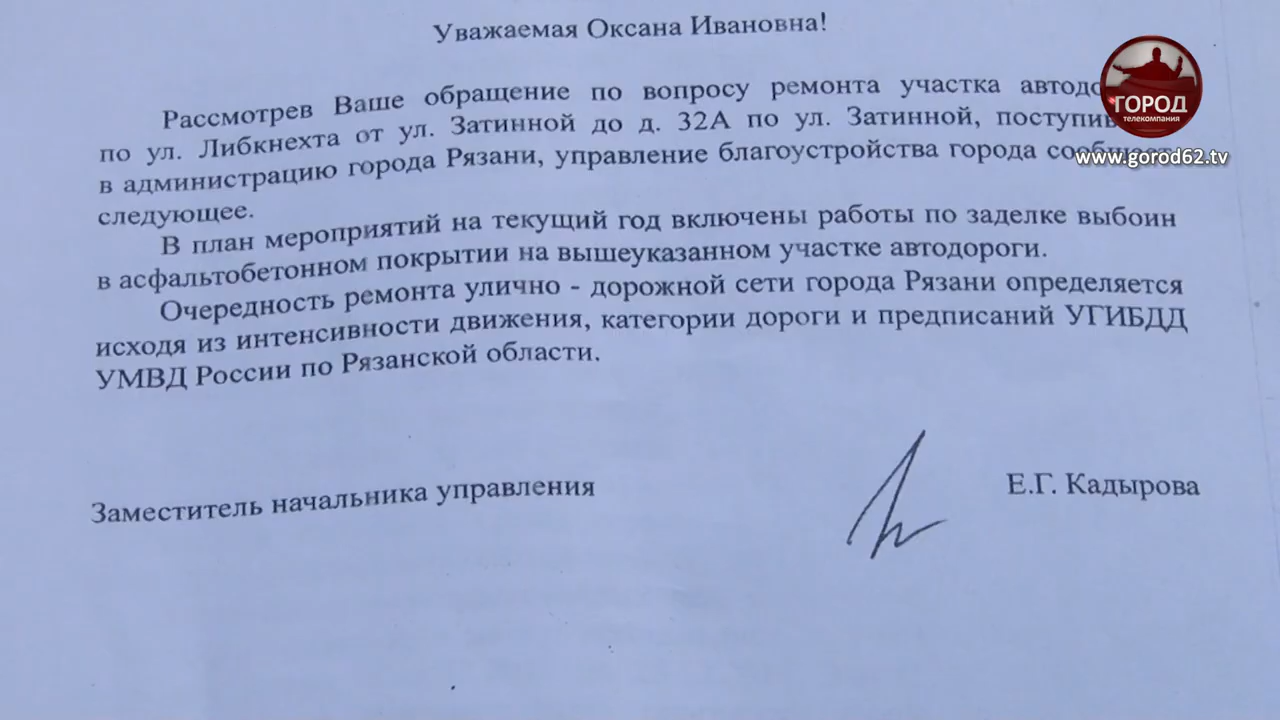 Уважаемая Оксана Ивановна!
Рассмотрев Ваше обращение по вопросу ремонта участка
по ул. Либкнехта от ул. Затинной до д. 32А по ул. Затинной,
в администрацию города Рязани, управление благоустройства города сообщает
следующее.
В план мероприятий на текущий год включены работы по заделке выбоин
в асфальтобетонном покрытии на вышеуказанном участке автодороги.
Очередность ремонта улично - дорожной сети города Рязани определяется
исходя из интенсивности движения, категории дороги и предписаний УГИБДД
УМВД России по Рязанской области.
Заместитель начальника управления
Е.Г. Кадырова
ГОРОД
телекомпания
www.gorod62.tv